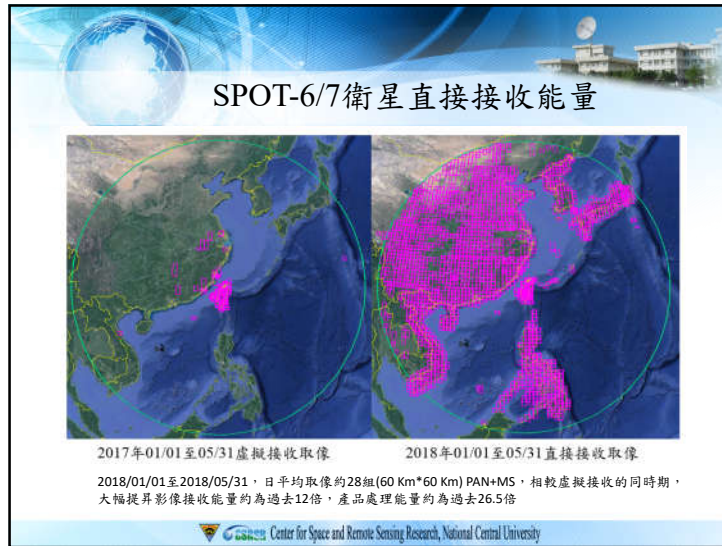 SPOT-6/7衛星直接接收能量
2017年01/01至05/31虛擬接收取像
2018年01/01至05/31直接接收取像
2018/01/01至2018/05/31，日平均取像約28組(60 Km*60 Km) PAN+MS，相較虛擬接收的同時期，
大幅提昇影像接收能量約為過去12倍，產品處理能量約為過去26.5倍
CSRSR Center for Space and Remote Sensing Research, National Central University